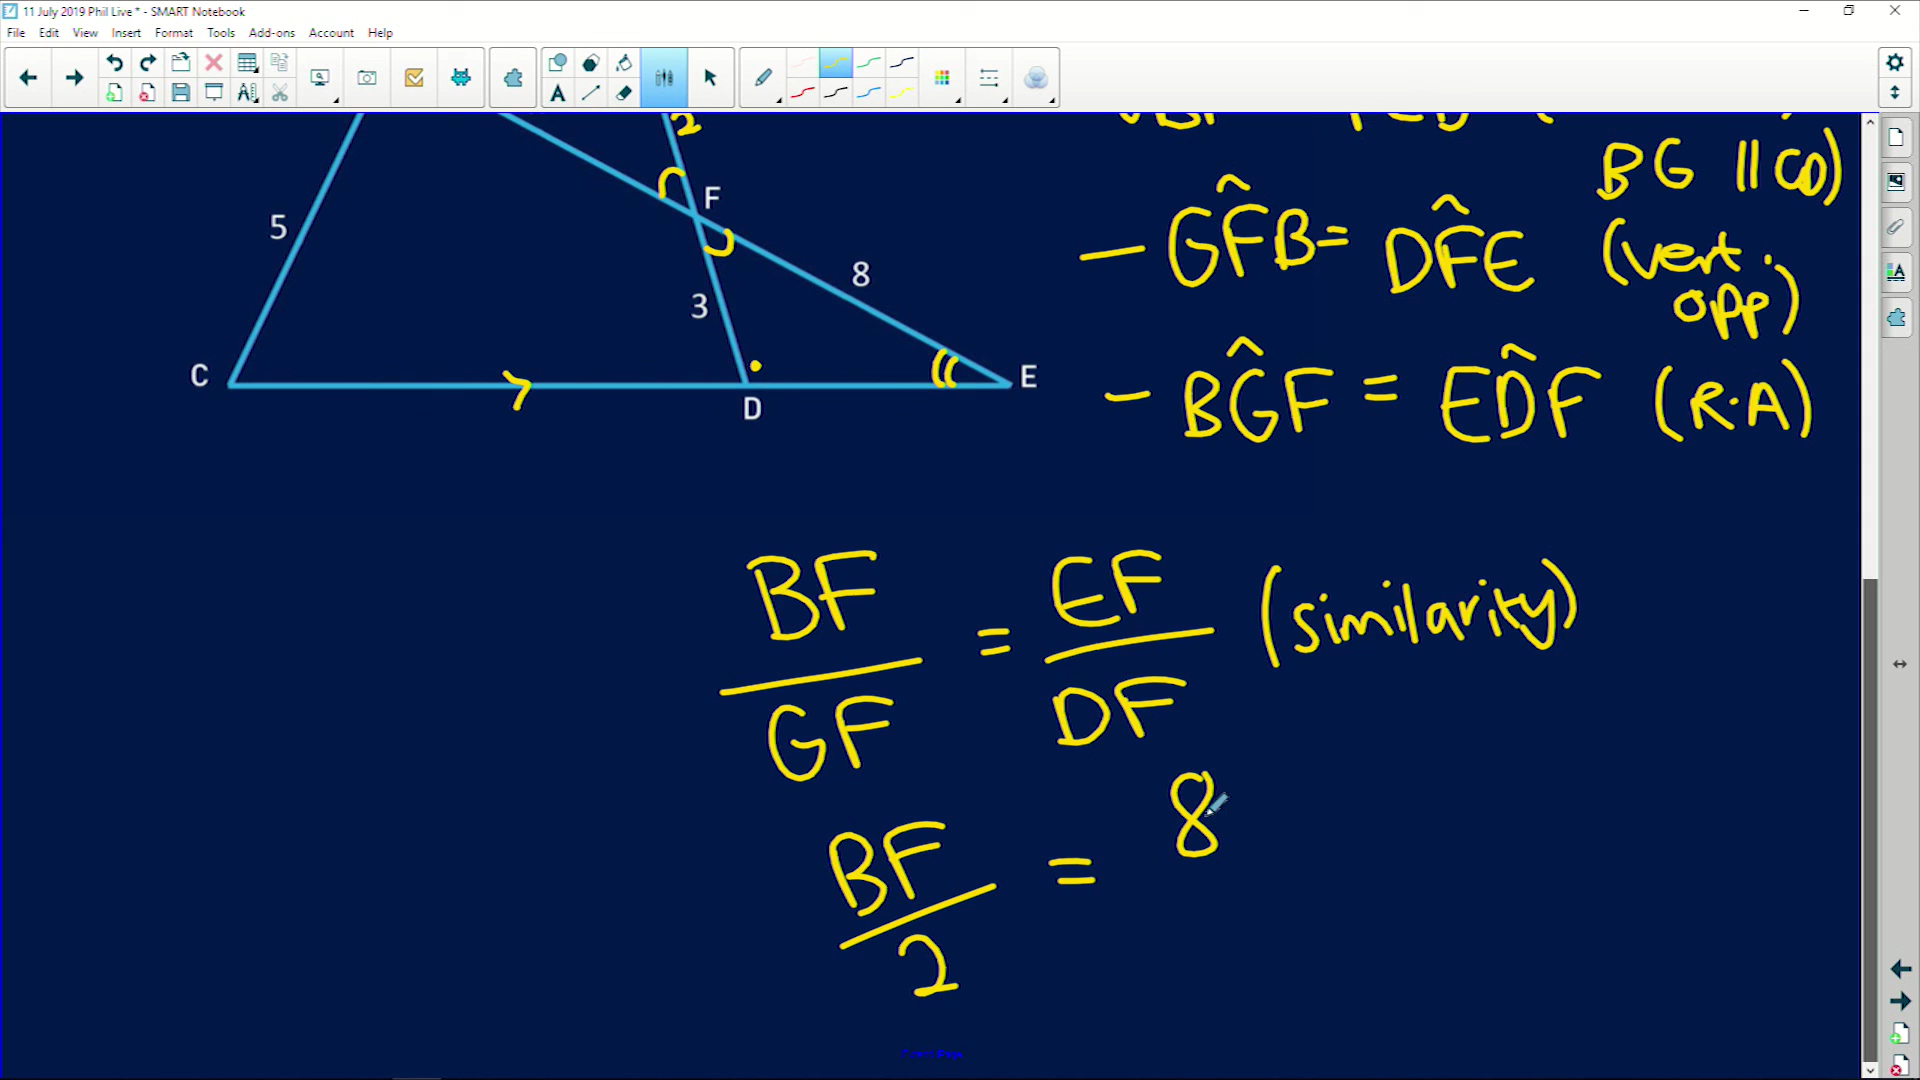 11 July 2019 Phil Live * - SMART Notebook
File Edit View Insert Format Tools Add-ons Account Help
2
BG || CD)
F
- GF̂B = DF̂E (vert. opp)
5
8
3
C
E
D
- BĜF = ED̂F (R.A)
BF/GF = EF/DF (similarity)
BF/2 = 8